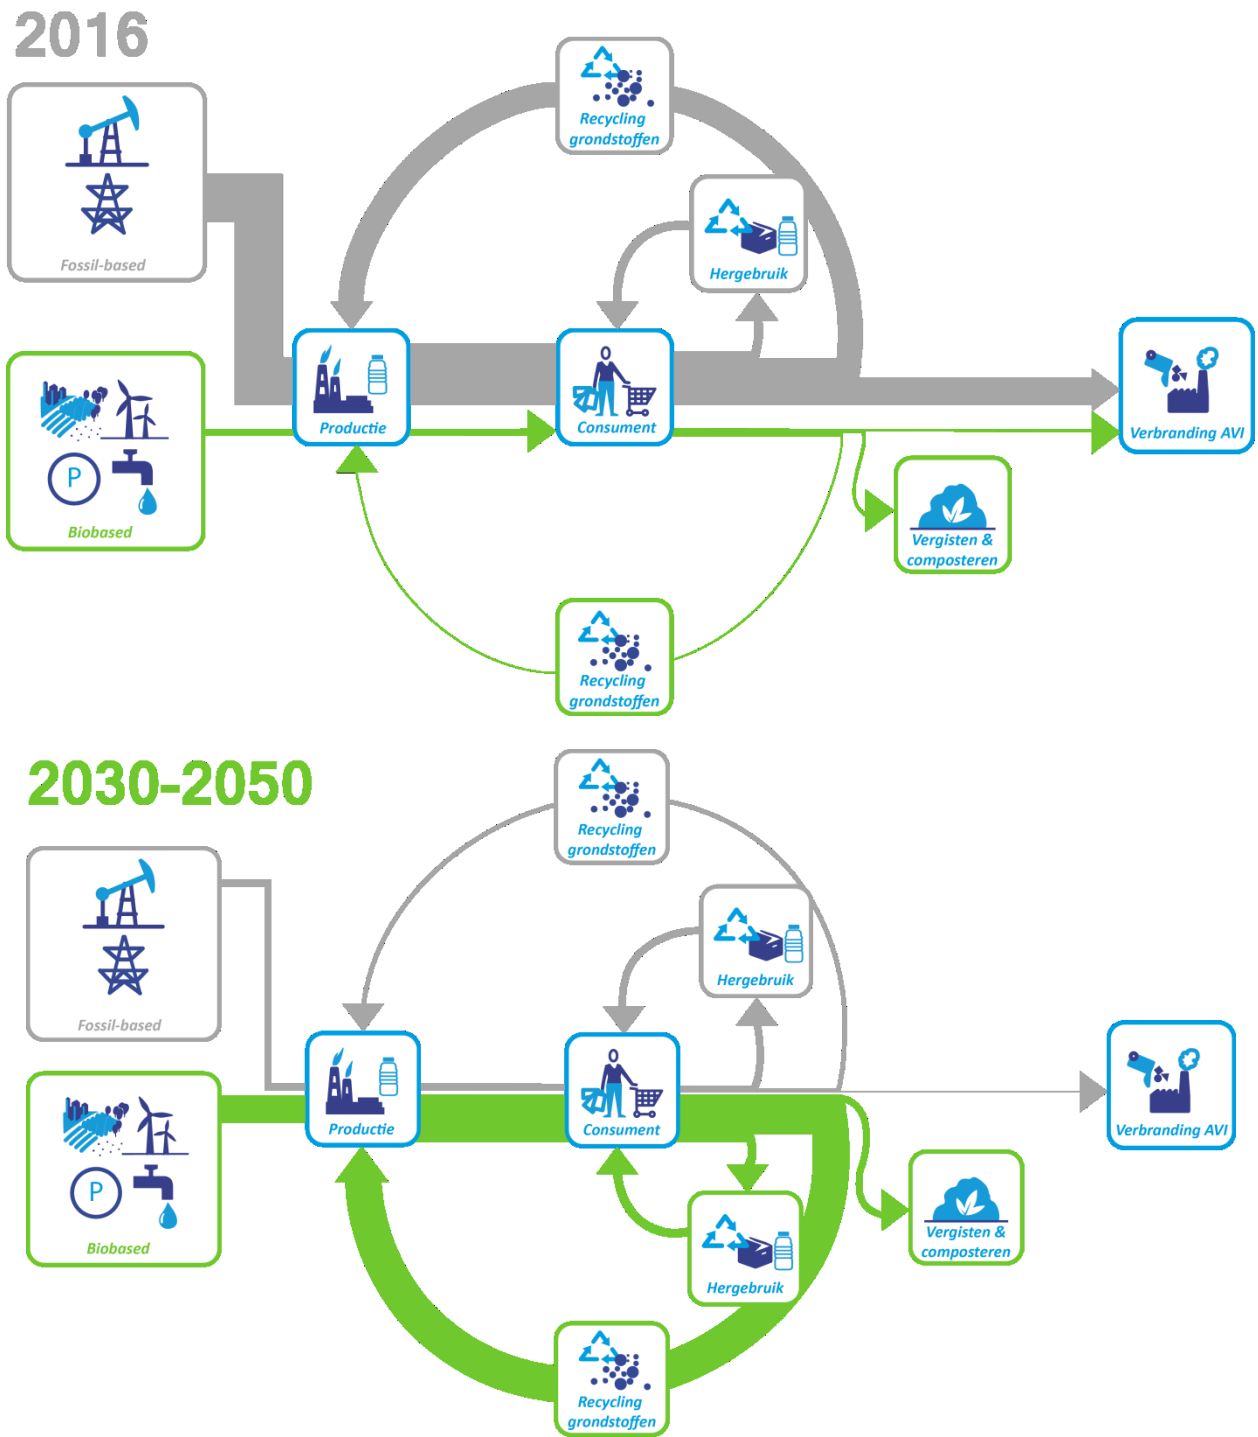 2016
Recycling
grondstoffen
Fossil-based
Hergebruik
Productie
Consument
Verbranding AVI
P
Biobased
Vergisten &
composteren
Recycling
grondstoffen
2030-2050
Recycling
grondstoffen
Fossil-based
Hergebruik
Productie
Consument
Verbranding AVI
P
Biobased
Vergisten &
composteren
Hergebruik
Recycling
grondstoffen